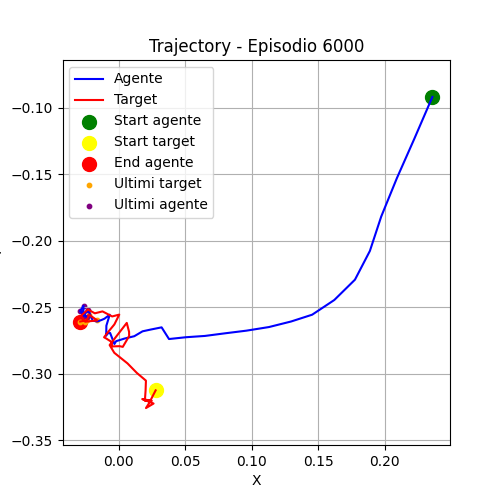 Trajectory - Episodio 6000
Agente
Target
Start agente
Start target
End agente
Ultimi target
Ultimi agente
−0.10
−0.15
−0.20
−0.25
−0.30
−0.35
0.00 0.05 0.10 0.15 0.20
X